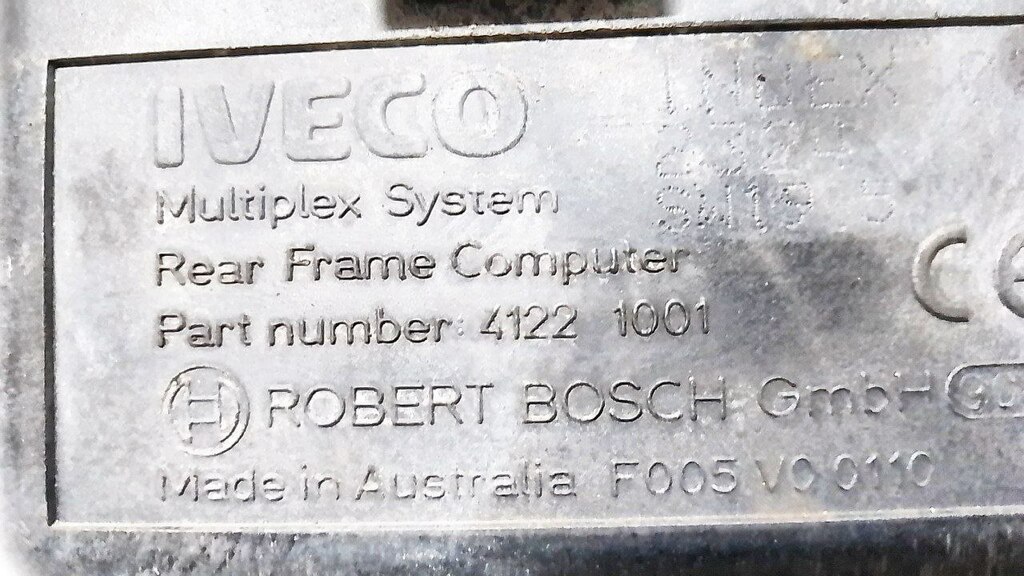 IVECO
INDEX
Multiplex System
Rear Frame Computer
Part number: 4122 1001
ROBERT BOSCH GmbH
Made in Australia F005 V0 0110